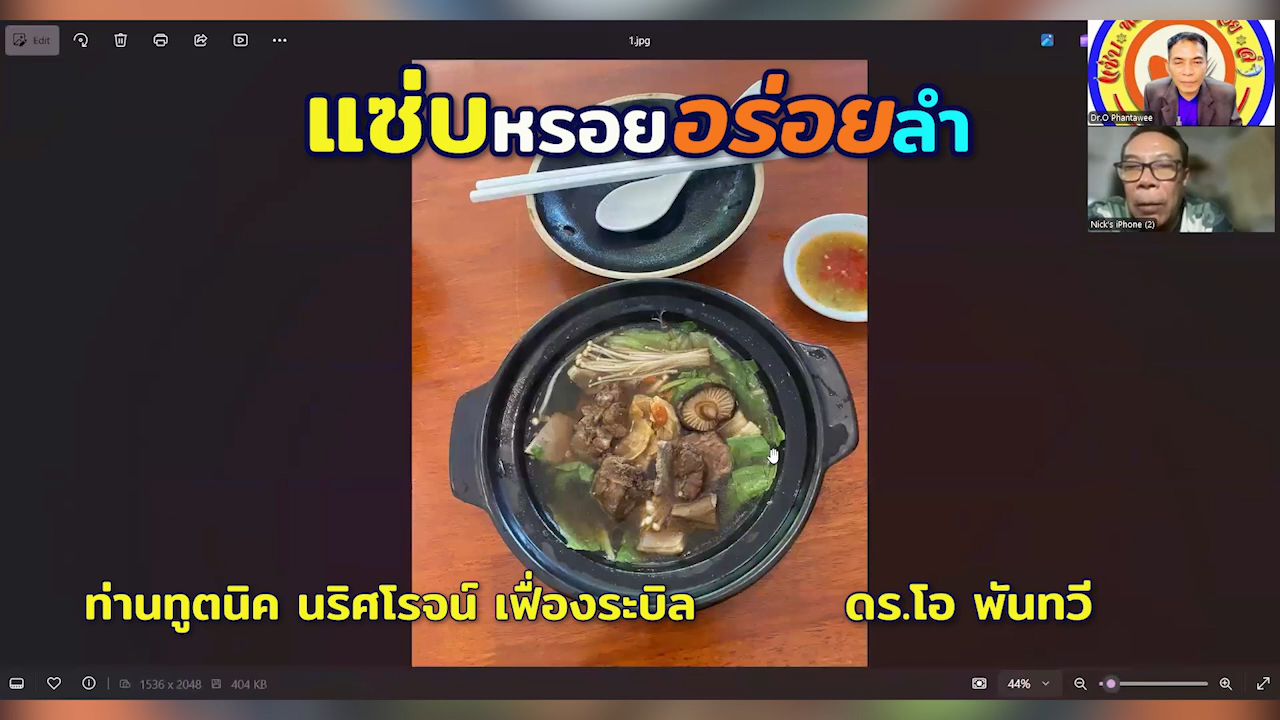 Edit
1.jpg
แซ่บหรอยอร่อยลำ
Dr.O Phantawee
Nick's iPhone (2)
ท่านทูตนิค นริศโรจน์ เฟื่องระบิล
ดร.โอ พันทวี
1536 x 2048
404 KB
44%